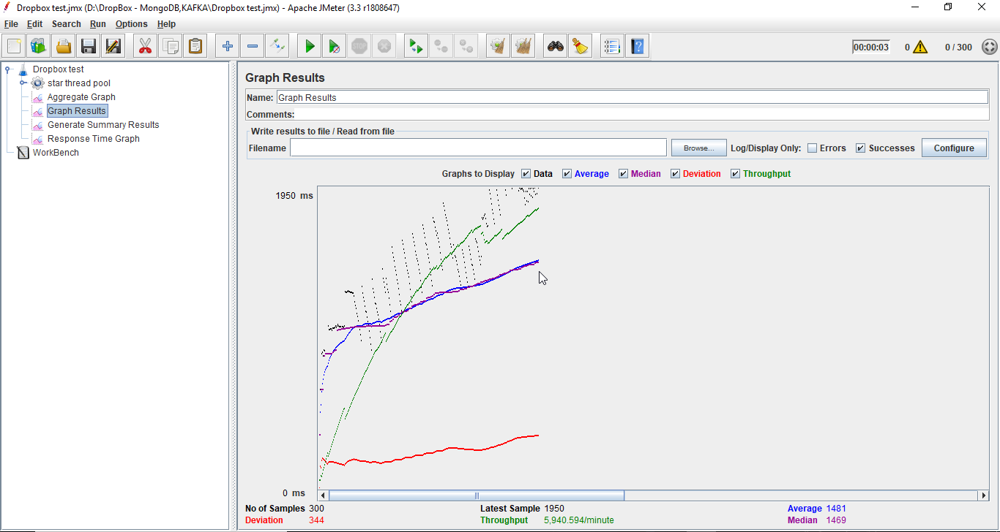 Dropbox test.jmx (D:\DropBox - MongoDB,KAFKA\Dropbox test.jmx) - Apache JMeter (3.3 r1808647)
File Edit Search Run Options Help
STOP 00:00:03 0 0 / 300
Dropbox test
star thread pool
Aggregate Graph
Graph Results
Generate Summary Results
Response Time Graph
WorkBench
Graph Results
Name: Graph Results
Comments:
Write results to file / Read from file
Filename Browse... Log/Display Only: Errors Successes Configure
Graphs to Display Data Average Median Deviation Throughput
1950 ms
0 ms
No of Samples 300 Latest Sample 1950 Average 1481
Deviation 344 Throughput 5,940.594/minute Median 1469